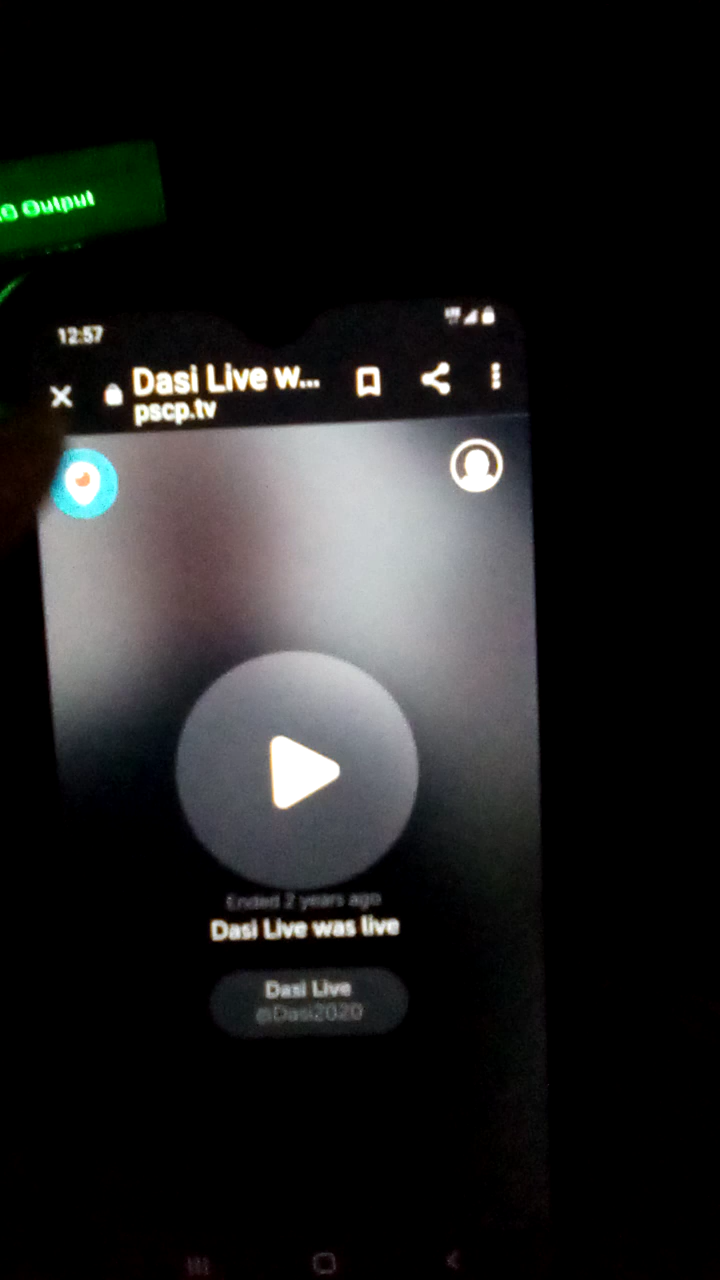 Output
12:57
Dasi Live w...
pscp.tv
Ended 2 years ago
Dasi Live was live
Dasi Live
@Dasi2020